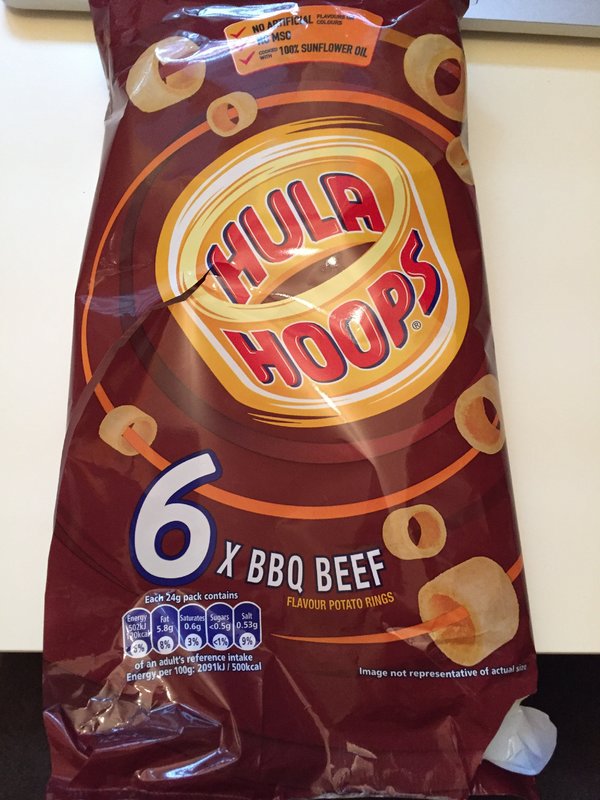 NO ARTIFICIAL FLAVOURS OR COLOURS
NO MSG
COOKED WITH 100% SUNFLOWER OIL
HULA
HOOPS®
6 X BBQ BEEF
FLAVOUR POTATO RINGS
Each 24g pack contains
Energy Fat Saturates Sugars Salt
502kJ 5.8g 0.6g <0.5g 0.53g
120kcal
6% 8% 3% <1% 9%
of an adult's reference intake
Energy per 100g: 2091kJ / 500kcal
Image not representative of actual size